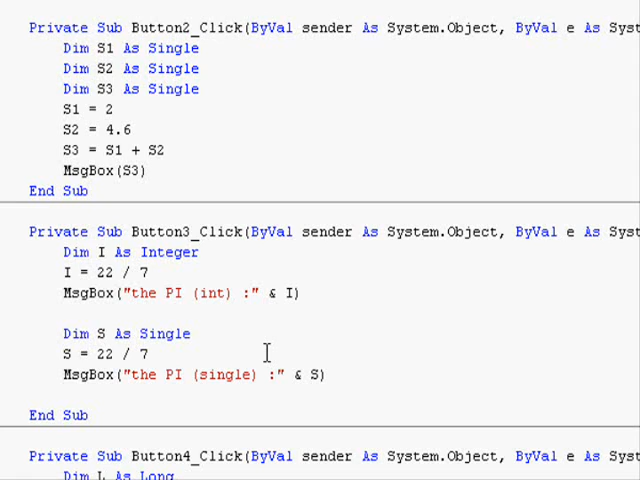 Private Sub Button2_Click(ByVal sender As System.Object, ByVal e As Syst
Dim S1 As Single
Dim S2 As Single
Dim S3 As Single
S1 = 2
S2 = 4.6
S3 = S1 + S2
MsgBox(S3)
End Sub
Private Sub Button3_Click(ByVal sender As System.Object, ByVal e As Syst
Dim I As Integer
I = 22 / 7
MsgBox("the PI (int) :" & I)
Dim S As Single
S = 22 / 7
MsgBox("the PI (single) :" & S)
End Sub
Private Sub Button4_Click(ByVal sender As System.Object, ByVal e As Syst
Dim L As Long